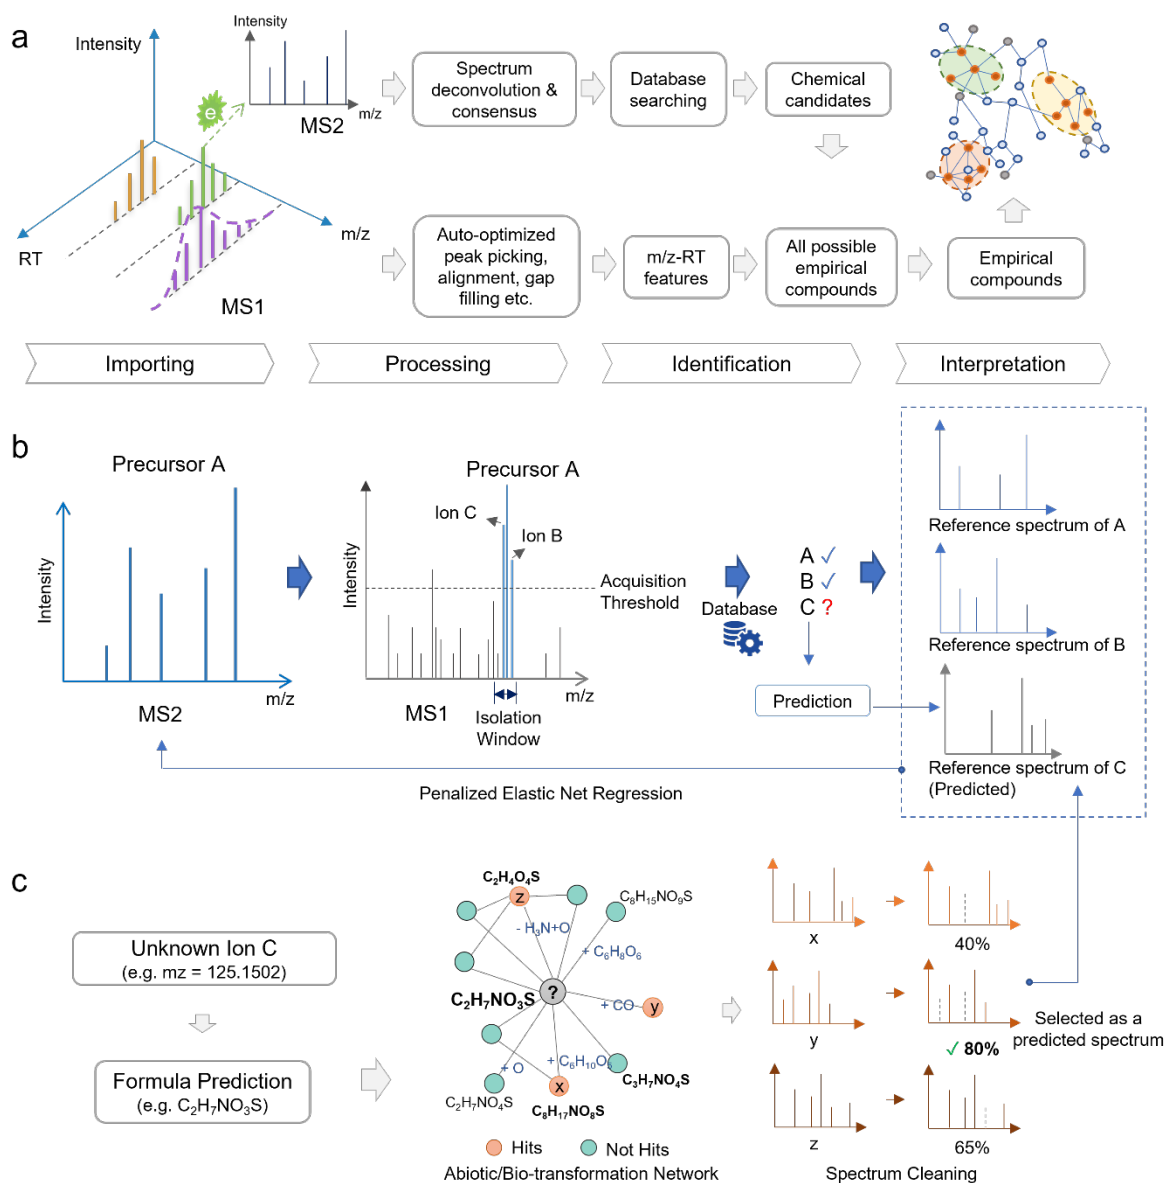 a
Intensity
Intensity
e⁻
m/z
MS2
RT
m/z
MS1
Spectrum
deconvolution &
consensus
Database
searching
Chemical
candidates
Auto-optimized
peak picking,
alignment, gap
filling etc.
m/z-RT
features
All possible
empirical
compounds
Empirical
compounds
Importing
Processing
Identification
Interpretation
b
Precursor A
Intensity
m/z
MS2
Precursor A
Ion C
Ion B
Intensity
Acquisition
Threshold
m/z
MS1
Isolation
Window
Database
A ✓
B ✓
C ?
Prediction
Reference spectrum of A
Reference spectrum of B
Reference spectrum of C
(Predicted)
Penalized Elastic Net Regression
c
Unknown Ion C
(e.g. mz = 125.1502)
Formula Prediction
(e.g. C₂H₇NO₃S)
C₂H₄O₄S
z
C₈H₁₅NO₉S
- H₃N+O
+ C₆H₈O₆
?
C₂H₇NO₃S
+ CO
y
+ C₆H₁₀O₅
+ O
C₃H₇NO₄S
x
C₂H₇NO₄S
C₈H₁₇NO₈S
Hits
Not Hits
Abiotic/Bio-transformation Network
x
40%
y
✓ 80%
Selected as a
predicted spectrum
z
65%
Spectrum Cleaning